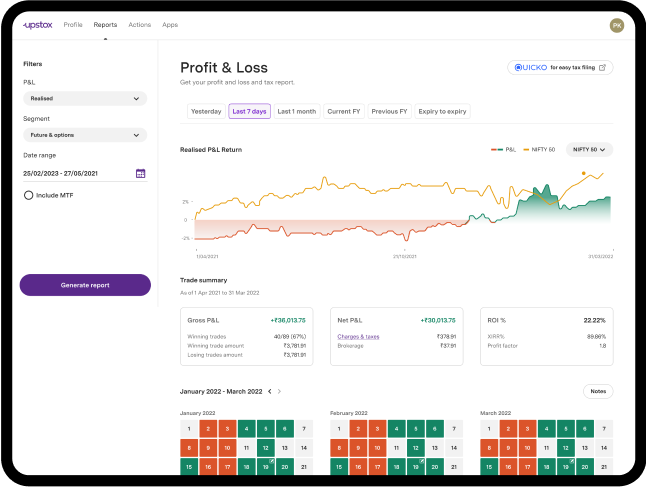 upstox Profile Reports Actions Apps PK
Filters
P&L
Realised
Segment
Future & options
Date range
25/02/2023 - 27/05/2021
Include MTF
Generate report
Profit & Loss
Get your profit and loss and tax report.
QUICKO for easy tax filing
Yesterday Last 7 days Last 1 month Current FY Previous FY Expiry to expiry
Realised P&L Return
P&L NIFTY 50 NIFTY 50
2%
0
-2%
1/04/2021 31/03/2022
Trade summary
As of 1 Apr 2021 to 31 Mar 2022
Gross P&L +₹36,013.75
Winning trades 40/89 (67%)
Winning trade amount ₹3,781.91
Losing trades amount ₹3,781.91
Net P&L +₹30,013.75
Charges & taxes ₹378.91
Brokerage ₹37.91
ROI % 22.22%
XIRR% 89.86%
Profit factor 1.8
January 2022 - March 2022 Notes
January 2022 February 2022 March 2022
1 2 3 4 5 6 7 1 2 3 4 5 6 7 1 2 3 4 5 6 7
8 9 10 11 12 13 14 8 9 10 11 12 13 14 8 9 10 11 12 13 14
15 16 17 18 19 20 21 15 16 17 18 19 20 21 15 16 17 18 19 20 21